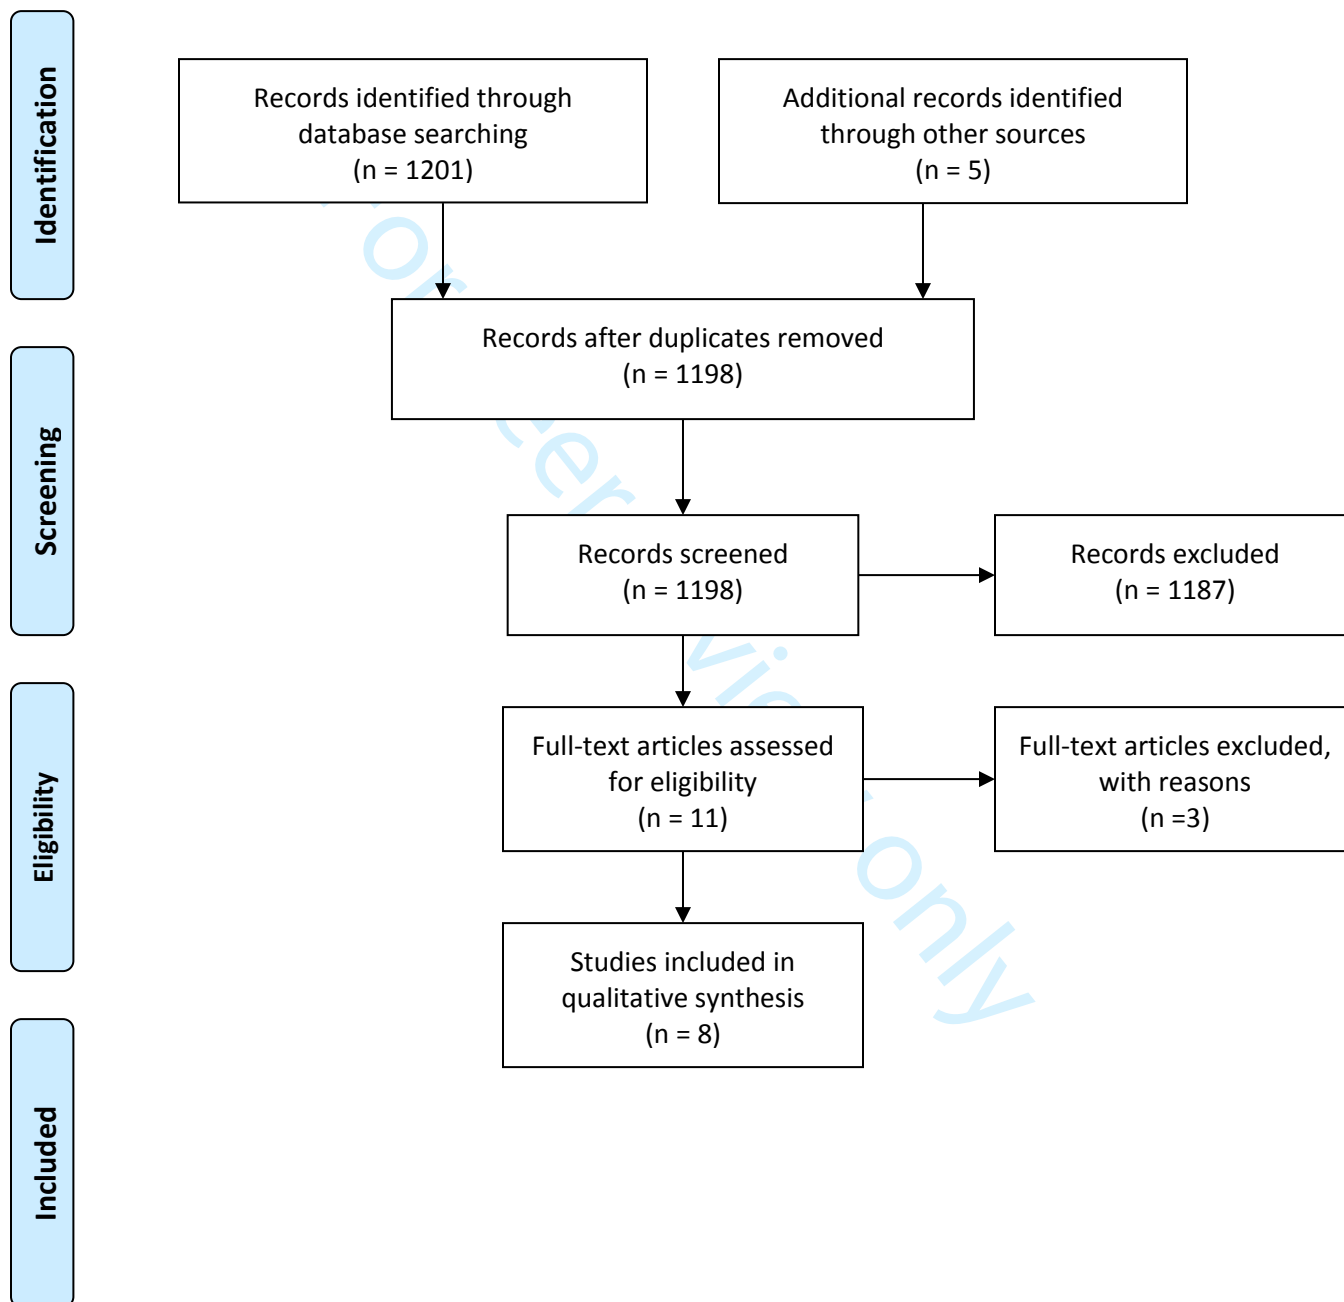 Identification
Records identified through
database searching
(n = 1201)
Additional records identified
through other sources
(n = 5)
Records after duplicates removed
(n = 1198)
Screening
Records screened
(n = 1198)
Records excluded
(n = 1187)
Eligibility
Full-text articles assessed
for eligibility
(n = 11)
Full-text articles excluded,
with reasons
(n =3)
Studies included in
qualitative synthesis
(n = 8)
Included
only